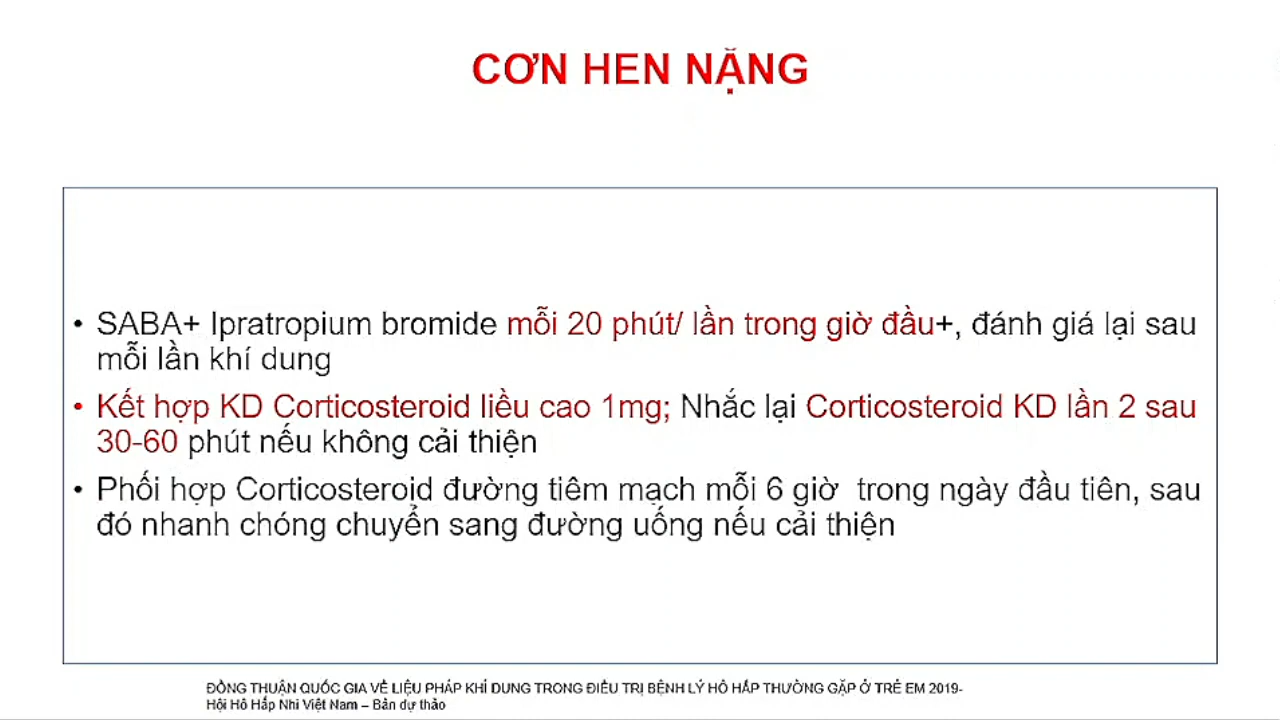 CƠN HEN NẶNG
• SABA+ Ipratropium bromide mỗi 20 phút/ lần trong giờ đầu+, đánh giá lại sau
mỗi lần khí dung
• Kết hợp KD Corticosteroid liều cao 1mg; Nhắc lại Corticosteroid KD lần 2 sau
30-60 phút nếu không cải thiện
• Phối hợp Corticosteroid đường tiêm mạch mỗi 6 giờ trong ngày đầu tiên, sau
đó nhanh chóng chuyển sang đường uống nếu cải thiện
ĐỒNG THUẬN QUỐC GIA VỀ LIỆU PHÁP KHÍ DUNG TRONG ĐIỀU TRỊ BỆNH LÝ HÔ HẤP THƯỜNG GẶP Ở TRẺ EM 2019-
Hội Hô Hấp Nhi Việt Nam – Bản dự thảo